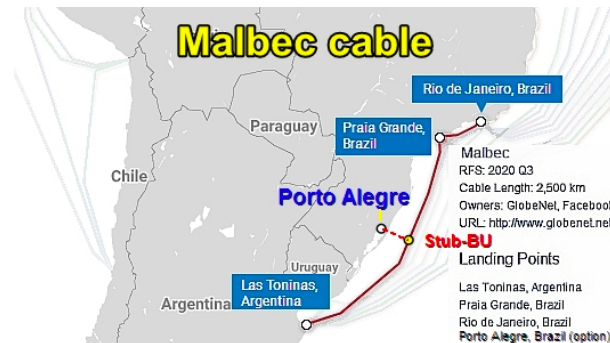 Malbec cable
Rio de Janeiro, Brazil
Paraguay
Praia Grande,
Brazil
Chile
Porto Alegre
Stub-BU
Uruguay
Las Toninas,
Argentina
Argentina
Malbec
RFS: 2020 Q3
Cable Length: 2,500 km
Owners: GlobeNet, Facebook
URL: http://www.globenet.net
Landing Points
Las Toninas, Argentina
Praia Grande, Brazil
Rio de Janeiro, Brazil
Porto Alegre, Brazil (option)